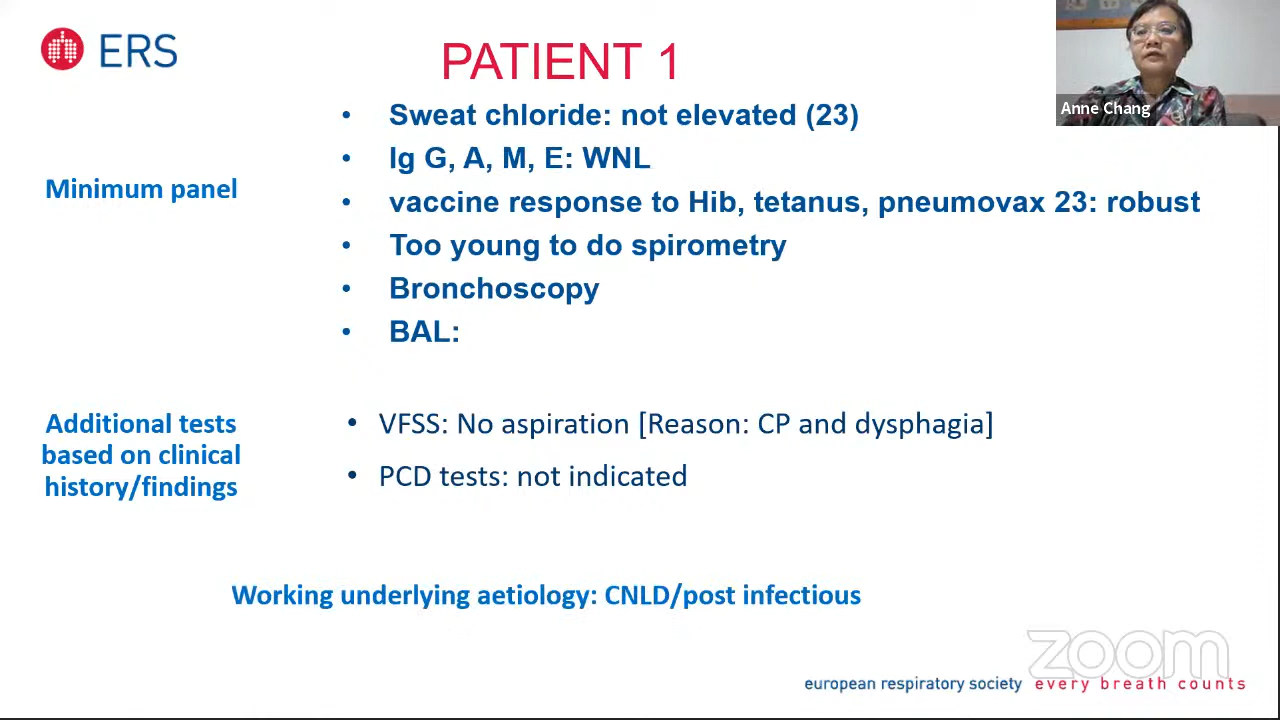 ERS
PATIENT 1
Anne Chang
Minimum panel
• Sweat chloride: not elevated (23)
• Ig G, A, M, E: WNL
• vaccine response to Hib, tetanus, pneumovax 23: robust
• Too young to do spirometry
• Bronchoscopy
• BAL:
Additional tests
based on clinical
history/findings
• VFSS: No aspiration [Reason: CP and dysphagia]
• PCD tests: not indicated
Working underlying aetiology: CNLD/post infectious
zoom
european respiratory society every breath counts